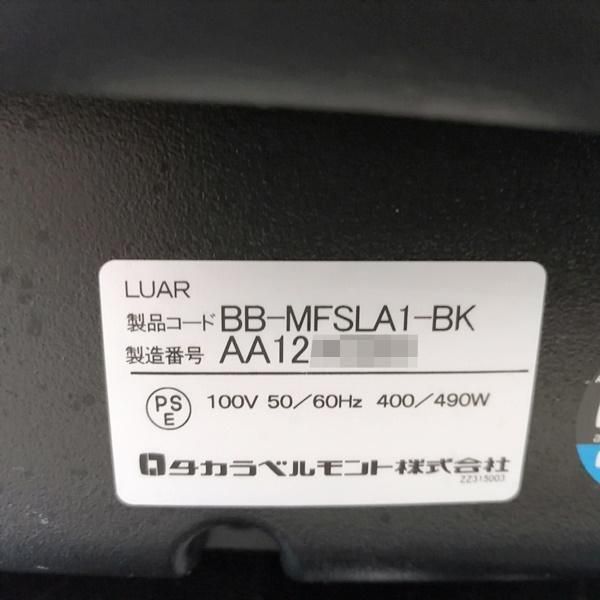 LUAR
製品コード BB-MFSLA1-BK
製造番号 AA12
PS
E
100V 50/60Hz 400/490W
タカラベルモント株式会社
ZZ315003